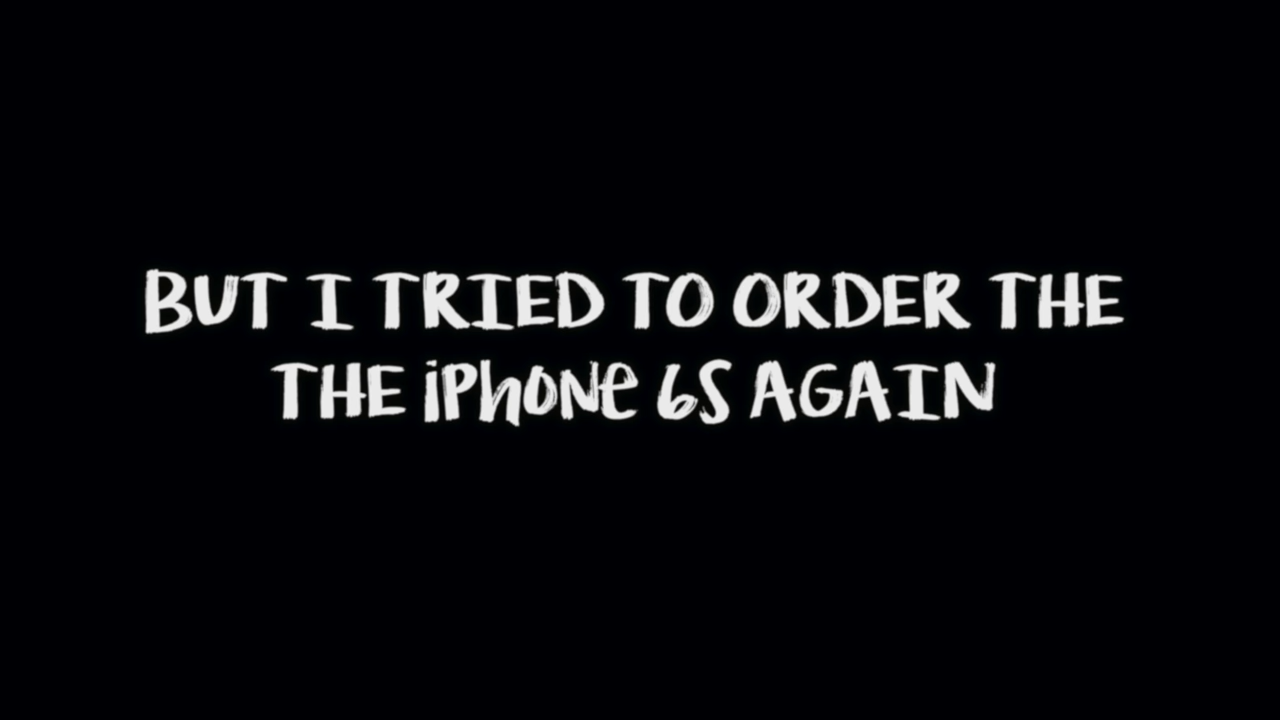 BUT I TRIED TO ORDER THE
THE iPhONe 6S AGAIN